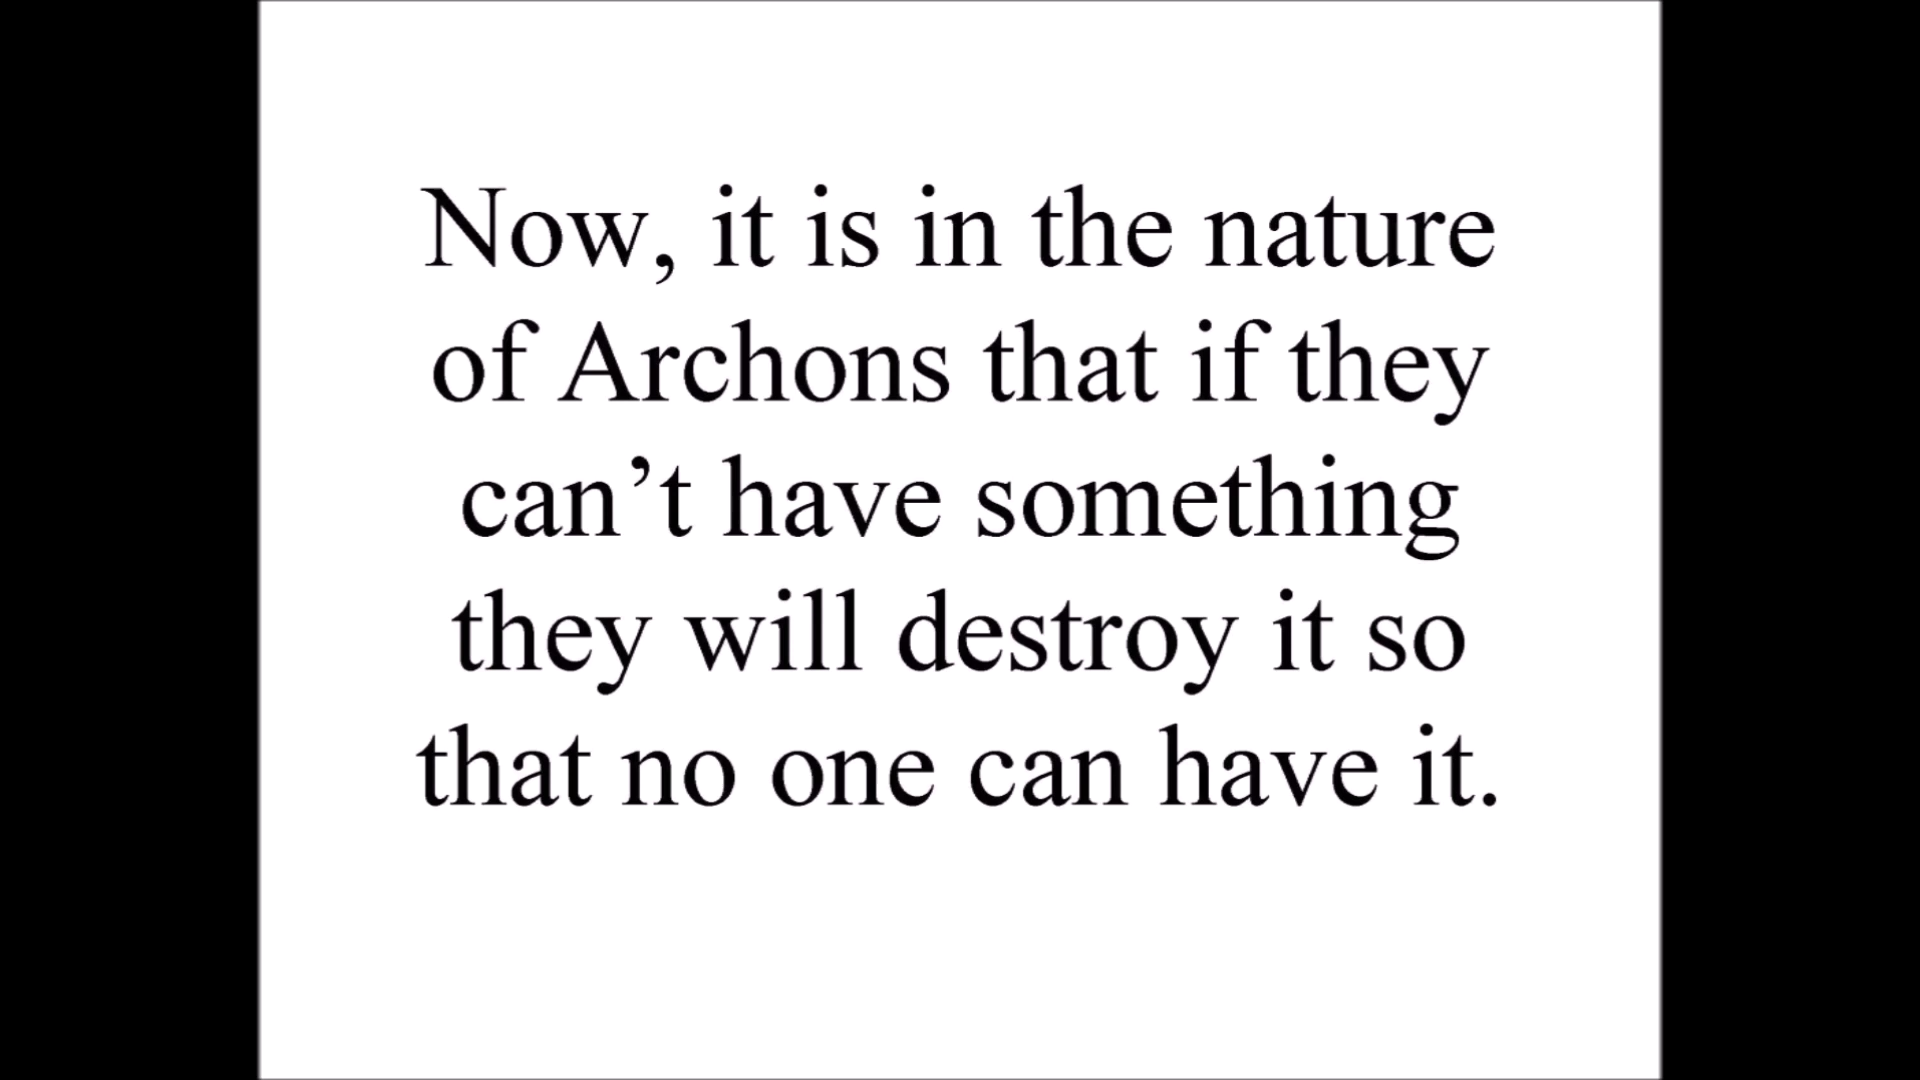 Now, it is in the nature
of Archons that if they
can’t have something
they will destroy it so
that no one can have it.